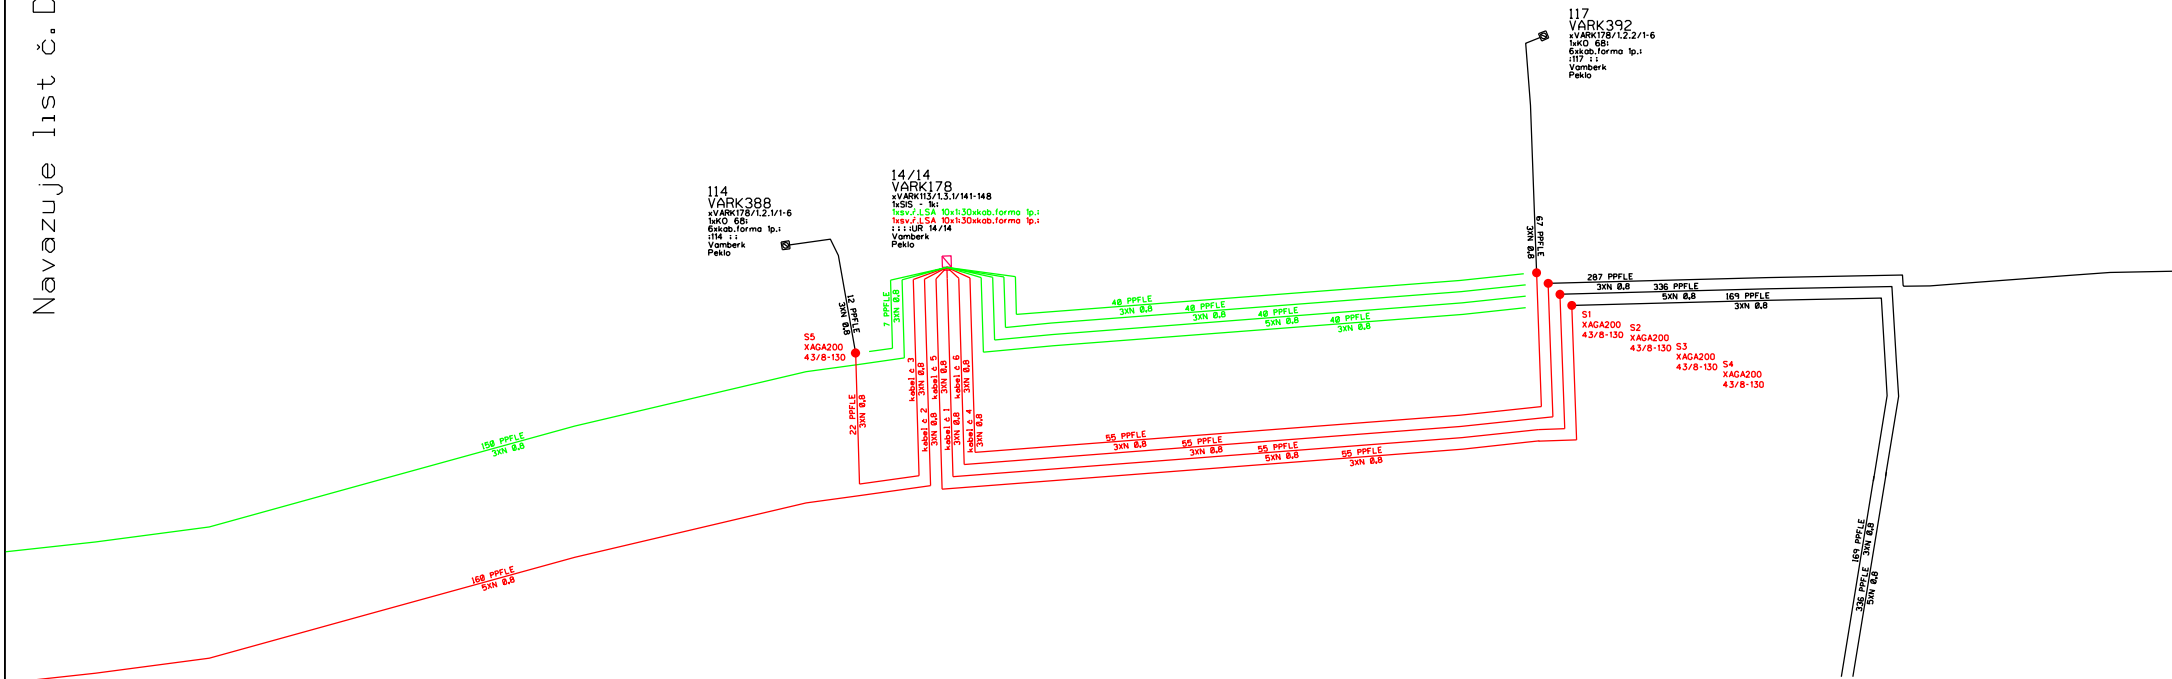 Navazuje list č. D
117
VARK392
xVARK178/1.2.2/1-6
1xKO 68;
6xkab.forma 1p.;
;117 ; ;
Vamberk
Peklo
14/14
VARK178
xVARK113/1.3.1/141-148
1xSIS - 1k;
1xsv.ř.LSA 10x1;30xkab.forma 1p.;
1xsv.ř.LSA 10x1;30xkab.forma 1p.;
; ; ; ;UR 14/14
Vamberk
Peklo
114
VARK388
xVARK178/1.2.1/1-6
1xKO 68;
6xkab.forma 1p.;
;114 ; ;
Vamberk
Peklo
67 PPFLE
3XN 0.8
12 PPFLE
3XN 0.8
7 PPFLE
3XN 0.8
287 PPFLE
3XN 0.8
336 PPFLE
5XN 0.8
169 PPFLE
3XN 0.8
40 PPFLE
3XN 0.8
40 PPFLE
3XN 0.8
40 PPFLE
5XN 0.8
40 PPFLE
3XN 0.8
S1
XAGA200
43/8-130
S2
XAGA200
43/8-130
S3
XAGA200
43/8-130
S4
XAGA200
43/8-130
S5
XAGA200
43/8-130
kabel č 3
3XN 0.8
kabel č 5
3XN 0.8
kabel č 6
3XN 0.8
kabel č 2
3XN 0.8
kabel č 1
3XN 0.8
kabel č 4
3XN 0.8
22 PPFLE
3XN 0.8
150 PPFLE
3XN 0.8
55 PPFLE
3XN 0.8
55 PPFLE
3XN 0.8
55 PPFLE
5XN 0.8
55 PPFLE
3XN 0.8
160 PPFLE
5XN 0.8
169 PPFLE
3XN 0.8
336 PPFLE
5XN 0.8